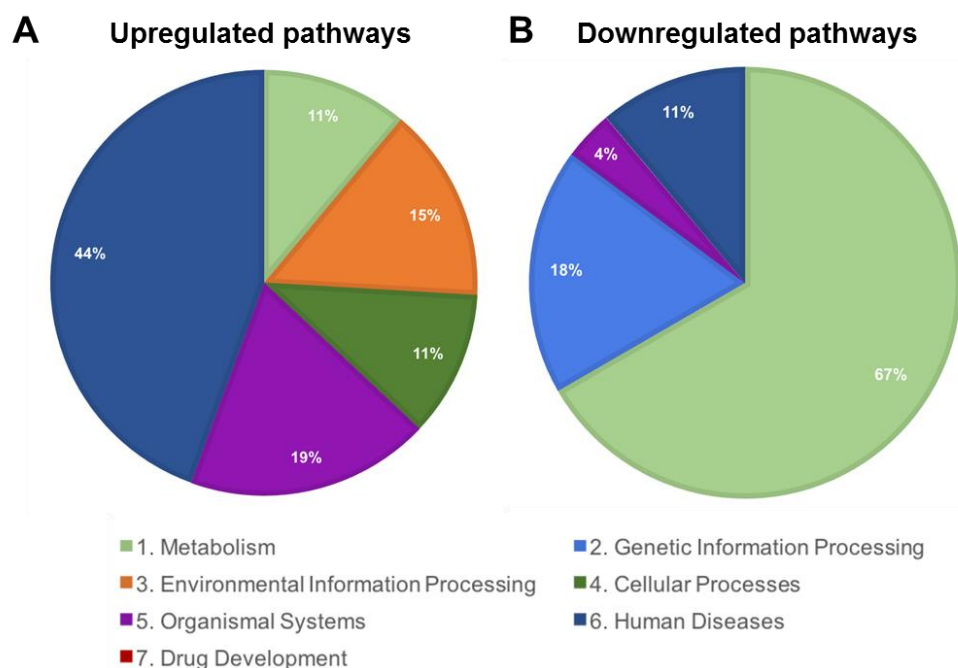 A Upregulated pathways
11%
15%
11%
19%
44%
B Downregulated pathways
67%
18%
4%
11%
1. Metabolism
2. Genetic Information Processing
3. Environmental Information Processing
4. Cellular Processes
5. Organismal Systems
6. Human Diseases
7. Drug Development